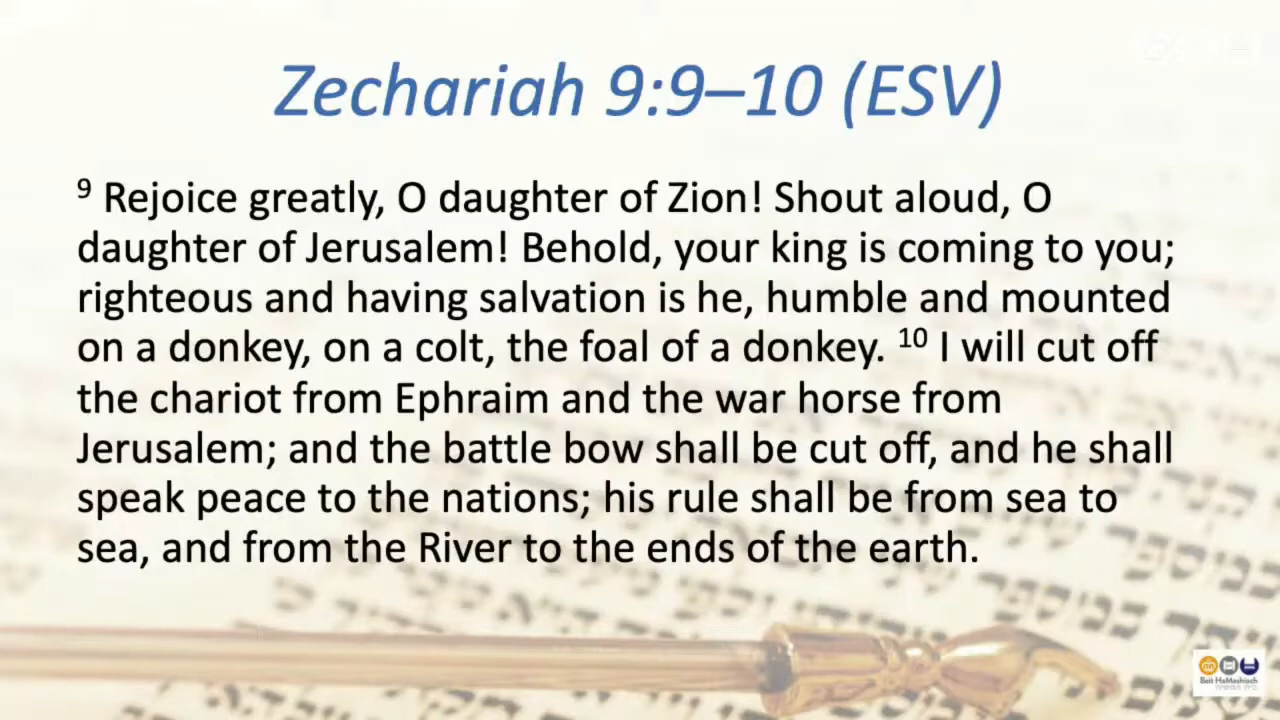 Zechariah 9:9–10 (ESV)
⁹ Rejoice greatly, O daughter of Zion! Shout aloud, O
daughter of Jerusalem! Behold, your king is coming to you;
righteous and having salvation is he, humble and mounted
on a donkey, on a colt, the foal of a donkey. ¹⁰ I will cut off
the chariot from Ephraim and the war horse from
Jerusalem; and the battle bow shall be cut off, and he shall
speak peace to the nations; his rule shall be from sea to
sea, and from the River to the ends of the earth.
Beit HaMashiach